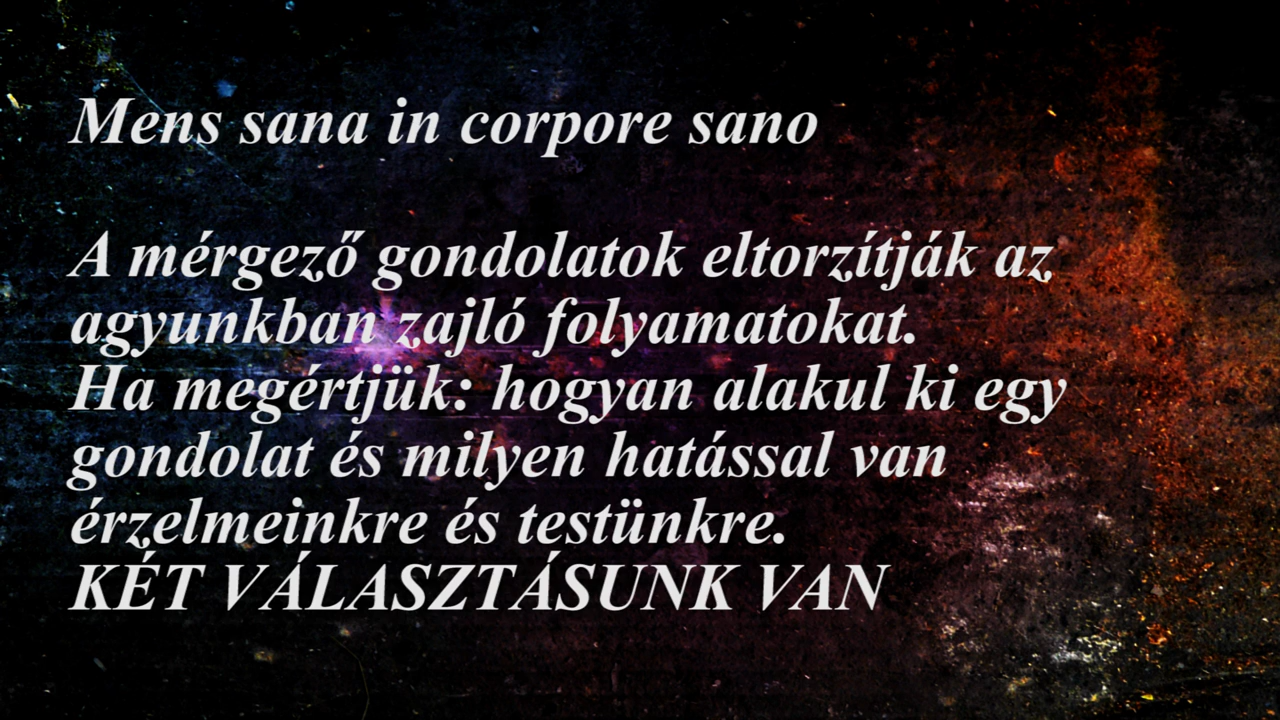 Mens sana in corpore sano
A mérgező gondolatok eltorzítják az
agyunkban zajló folyamatokat.
Ha megértjük: hogyan alakul ki egy
gondolat és milyen hatással van
érzelmeinkre és testünkre.
KÉT VÁLASZTÁSUNK VAN